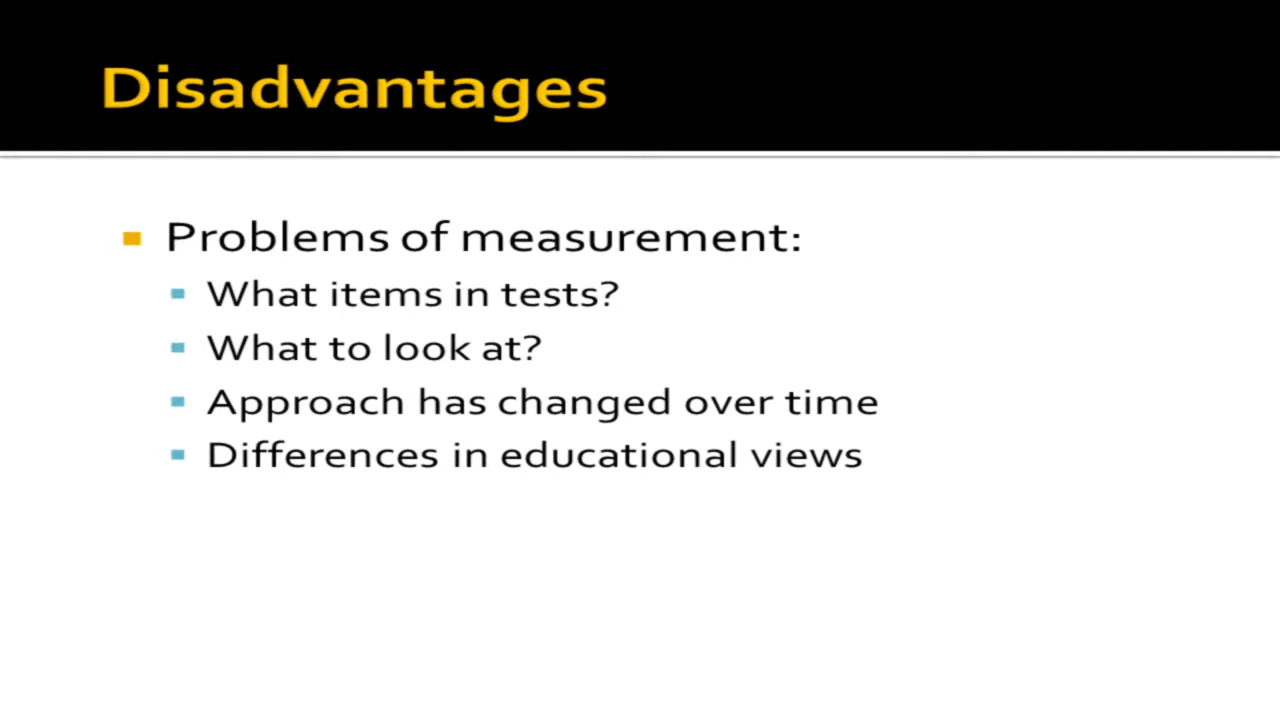 Disadvantages
Problems of measurement:
What items in tests?
What to look at?
Approach has changed over time
Differences in educational views